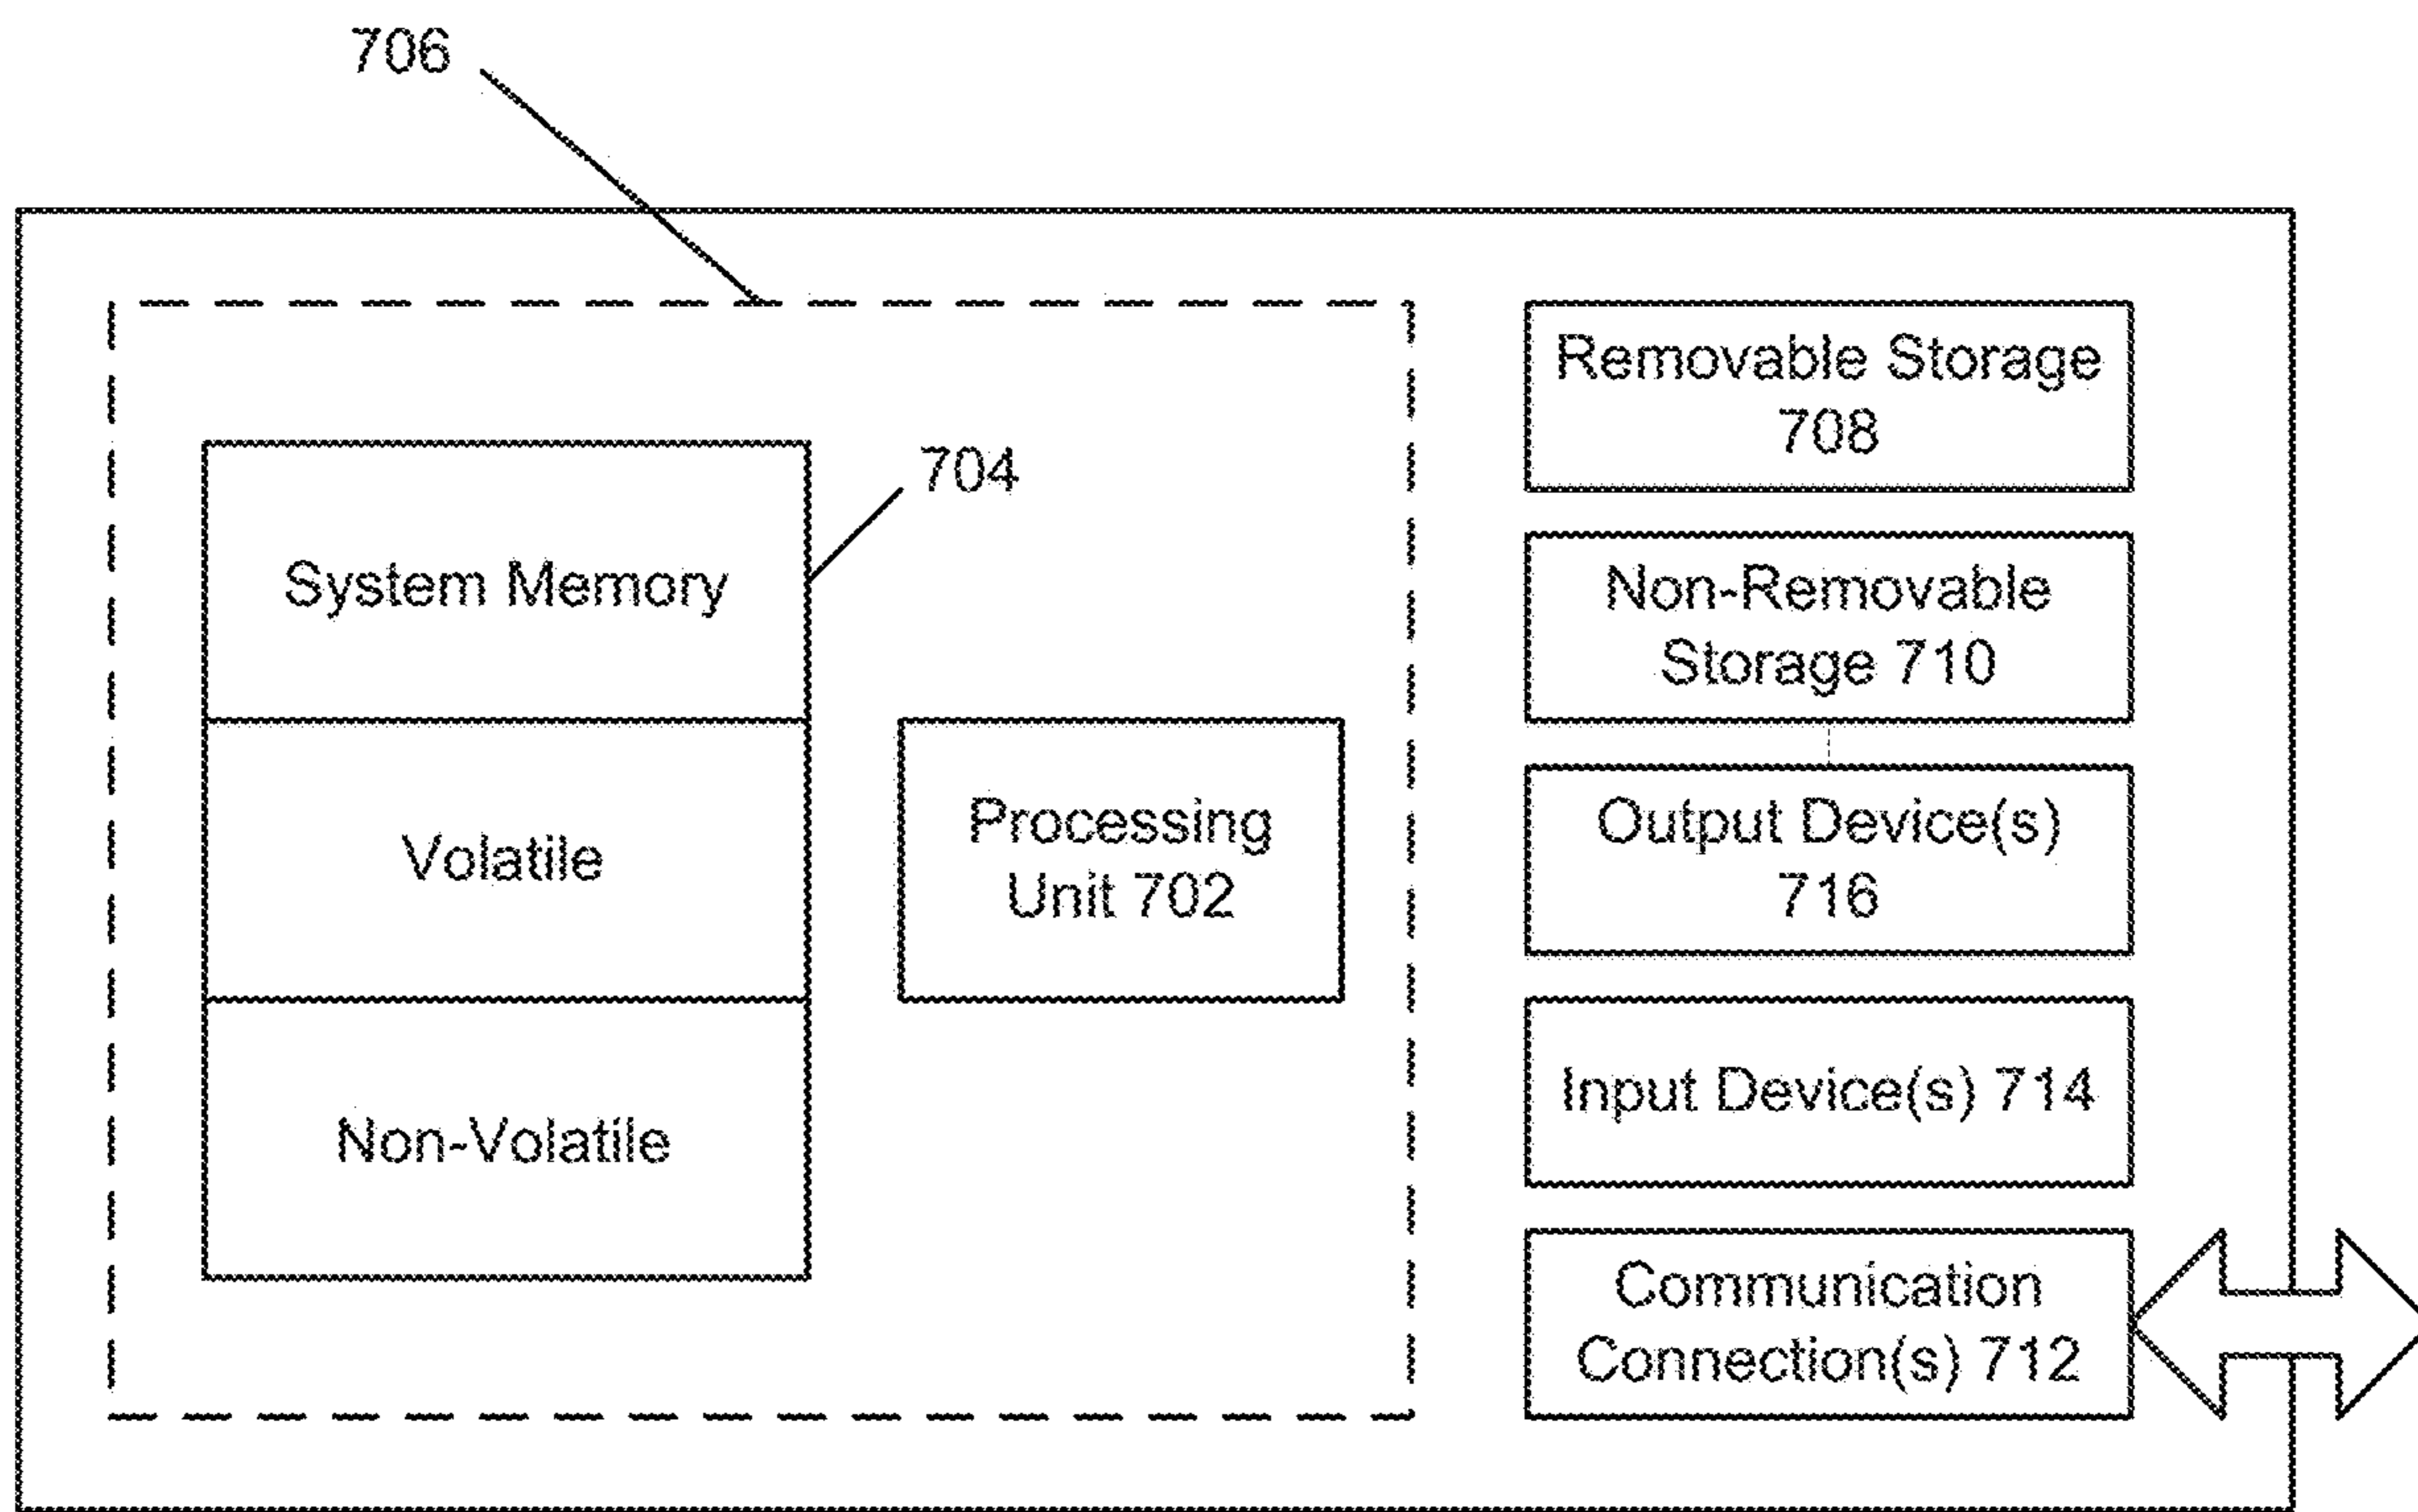 706
704
System Memory
Volatile
Non-Volatile
Processing
Unit 702
Removable Storage
708
Non-Removable
Storage 710
Output Device(s)
716
Input Device(s) 714
Communication
Connection(s) 712